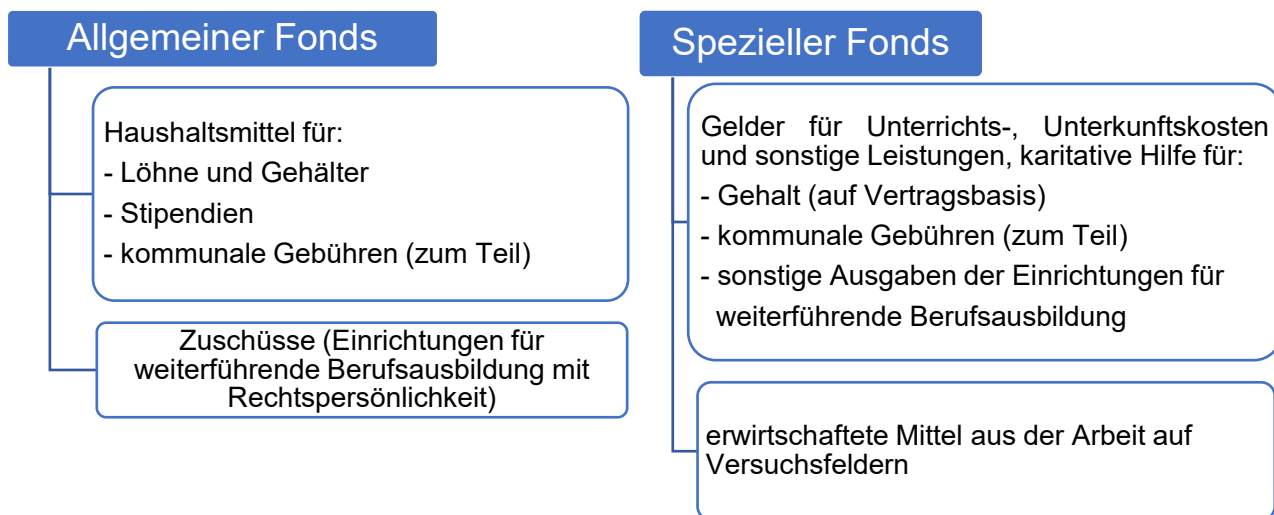 Allgemeiner Fonds
Haushaltsmittel für:
- Löhne und Gehälter
- Stipendien
- kommunale Gebühren (zum Teil)
Zuschüsse (Einrichtungen für
weiterführende Berufsausbildung mit
Rechtspersönlichkeit)
Spezieller Fonds
Gelder für Unterrichts-, Unterkunftskosten
und sonstige Leistungen, karitative Hilfe für:
- Gehalt (auf Vertragsbasis)
- kommunale Gebühren (zum Teil)
- sonstige Ausgaben der Einrichtungen für
weiterführende Berufsausbildung
erwirtschaftete Mittel aus der Arbeit auf
Versuchsfeldern